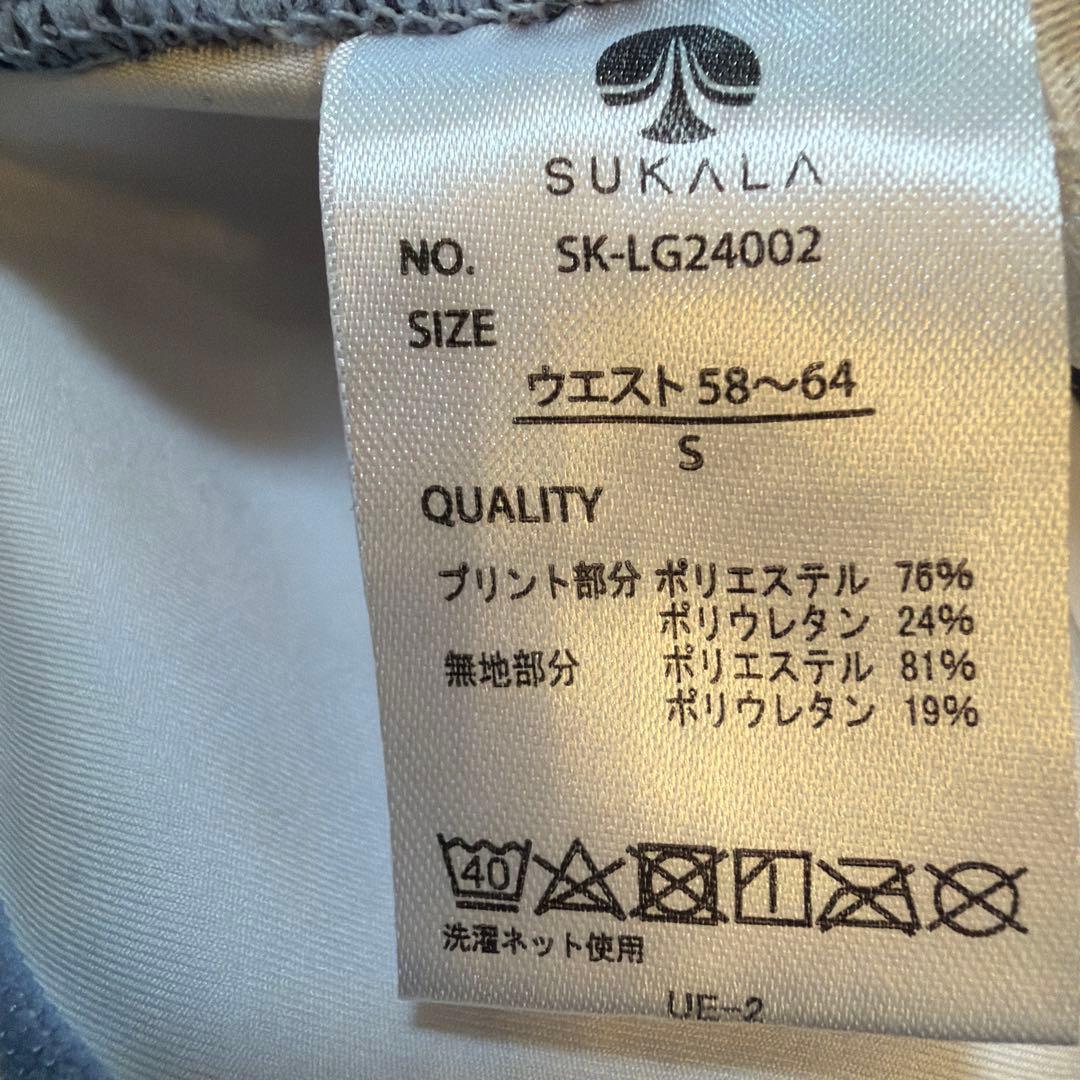 SUKALA
NO. SK-LG24002
SIZE
ウエスト 58〜64
S
QUALITY
プリント部分 ポリエステル 76%
ポリウレタン 24%
無地部分 ポリエステル 81%
ポリウレタン 19%
40
洗濯ネット使用
UE-2